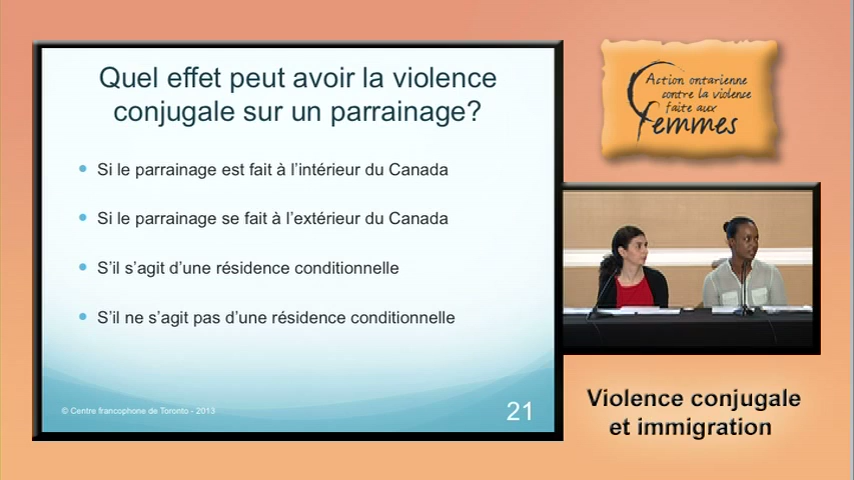 Quel effet peut avoir la violence
conjugale sur un parrainage?
Si le parrainage est fait à l’intérieur du Canada
Si le parrainage se fait à l’extérieur du Canada
S’il s’agit d’une résidence conditionnelle
S’il ne s’agit pas d’une résidence conditionnelle
© Centre francophone de Toronto - 2013
21
Action ontarienne
contre la violence
faite aux
femmes
Violence conjugale
et immigration